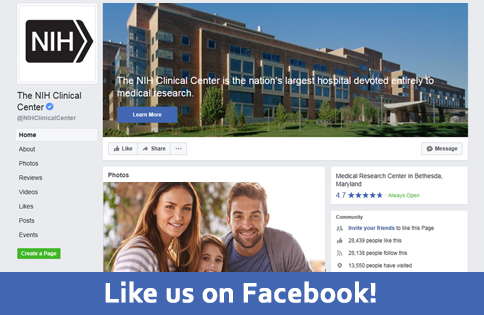 NIH
The NIH Clinical
Center
@NIHClinicalCenter
Home
About
Photos
Reviews
Videos
Likes
Posts
Events
Create a Page
The NIH Clinical Center is the nation's largest hospital devoted entirely to
medical research.
Learn More
Like Share ...
Message
Photos
Medical Research Center in Bethesda,
Maryland
4.7 ★★★★★ · Always Open
Community
Invite your friends to like this Page
28,439 people like this
28,138 people follow this
13,550 people have visited
Like us on Facebook!